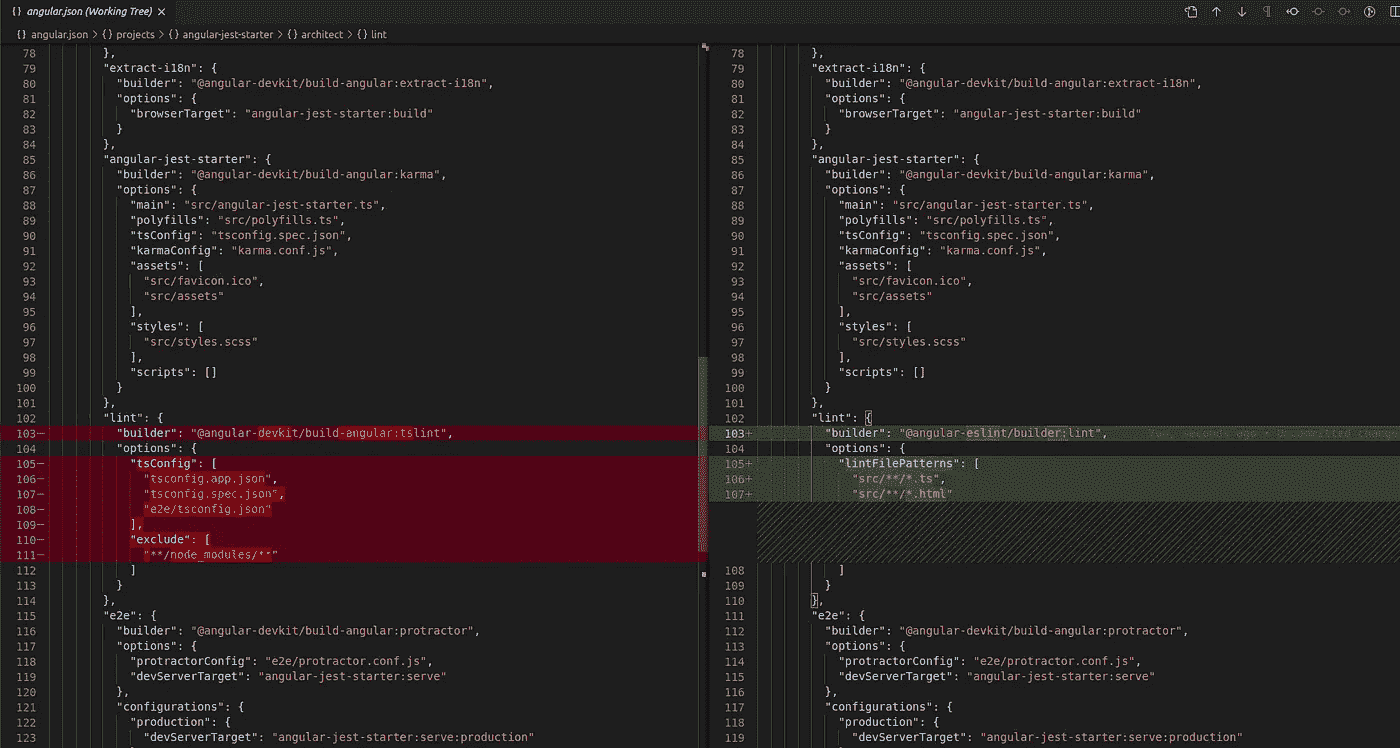 {} angular.json (Working Tree) ×
{} angular.json > {} projects > {} angular-jest-starter > {} architect > {} lint
78 },
79 "extract-i18n": {
80 "builder": "@angular-devkit/build-angular:extract-i18n",
81 "options": {
82 "browserTarget": "angular-jest-starter:build"
83 }
84 },
85 "angular-jest-starter": {
86 "builder": "@angular-devkit/build-angular:karma",
87 "options": {
88 "main": "src/angular-jest-starter.ts",
89 "polyfills": "src/polyfills.ts",
90 "tsConfig": "tsconfig.spec.json",
91 "karmaConfig": "karma.conf.js",
92 "assets": [
93 "src/favicon.ico",
94 "src/assets"
95 ],
96 "styles": [
97 "src/styles.scss"
98 ],
99 "scripts": []
100 }
101 },
102 "lint": {
103- "builder": "@angular-devkit/build-angular:tslint",
104 "options": {
105- "tsConfig": [
106- "tsconfig.app.json",
107- "tsconfig.spec.json",
108- "e2e/tsconfig.json"
109- ],
110- "exclude": [
111- "**/node_modules/**"
112 ]
113 }
114 },
115 "e2e": {
116 "builder": "@angular-devkit/build-angular:protractor",
117 "options": {
118 "protractorConfig": "e2e/protractor.conf.js",
119 "devServerTarget": "angular-jest-starter:serve"
120 },
121 "configurations": {
122 "production": {
123 "devServerTarget": "angular-jest-starter:serve:production"
78 },
79 "extract-i18n": {
80 "builder": "@angular-devkit/build-angular:extract-i18n",
81 "options": {
82 "browserTarget": "angular-jest-starter:build"
83 }
84 },
85 "angular-jest-starter": {
86 "builder": "@angular-devkit/build-angular:karma",
87 "options": {
88 "main": "src/angular-jest-starter.ts",
89 "polyfills": "src/polyfills.ts",
90 "tsConfig": "tsconfig.spec.json",
91 "karmaConfig": "karma.conf.js",
92 "assets": [
93 "src/favicon.ico",
94 "src/assets"
95 ],
96 "styles": [
97 "src/styles.scss"
98 ],
99 "scripts": []
100 }
101 },
102 "lint": {
103+ "builder": "@angular-eslint/builder:lint", seconds ago
104 "options": {
105+ "lintFilePatterns": [
106+ "src/**/*.ts",
107+ "src/**/*.html"
108 ]
109 }
110 },
111 "e2e": {
112 "builder": "@angular-devkit/build-angular:protractor",
113 "options": {
114 "protractorConfig": "e2e/protractor.conf.js",
115 "devServerTarget": "angular-jest-starter:serve"
116 },
117 "configurations": {
118 "production": {
119 "devServerTarget": "angular-jest-starter:serve:production"